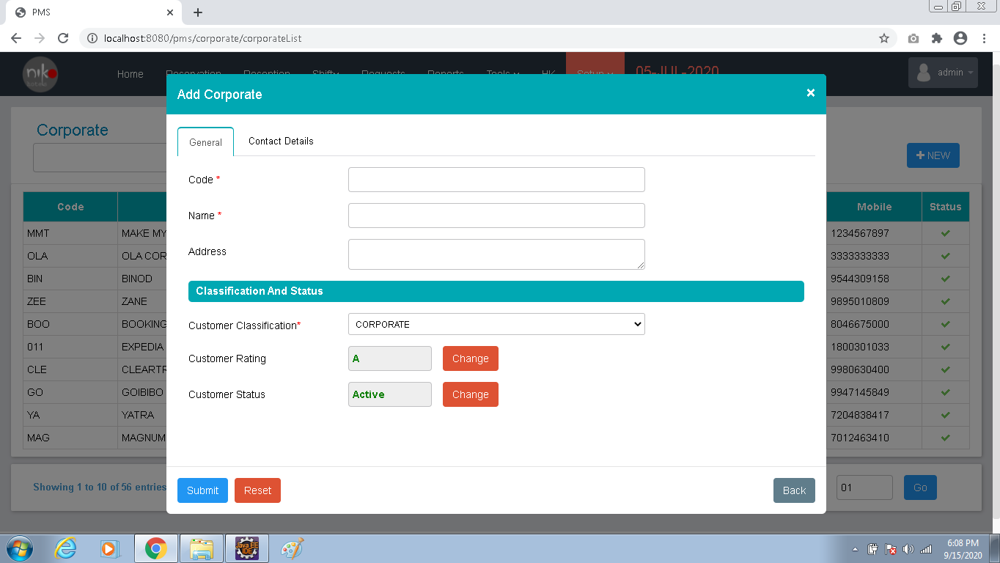 PMS
localhost:8080/pms/corporate/corporateList
nik
Home Reservation Reception Shifty Requests Reports Tools HK Setup 05-JUL-2020
admin
Add Corporate
×
Corporate
General Contact Details
NEW
Code *
Name *
Address
Classification And Status
Customer Classification*
CORPORATE
Customer Rating
A
Change
Customer Status
Active
Change
Submit
Reset
Back
Code Mobile Status
MMT MAKE MY 1234567897
OLA OLA COR 3333333333
BIN BINOD 9544309158
ZEE ZANE 9895010809
BOO BOOKING 8046675000
011 EXPEDIA 1800301033
CLE CLEARTR 9980630400
GO GOIBIBO 9947145849
YA YATRA 7204838417
MAG MAGNUM 7012463410
Showing 1 to 10 of 56 entries
01
Go
Java EE
IDE
6:08 PM
9/15/2020